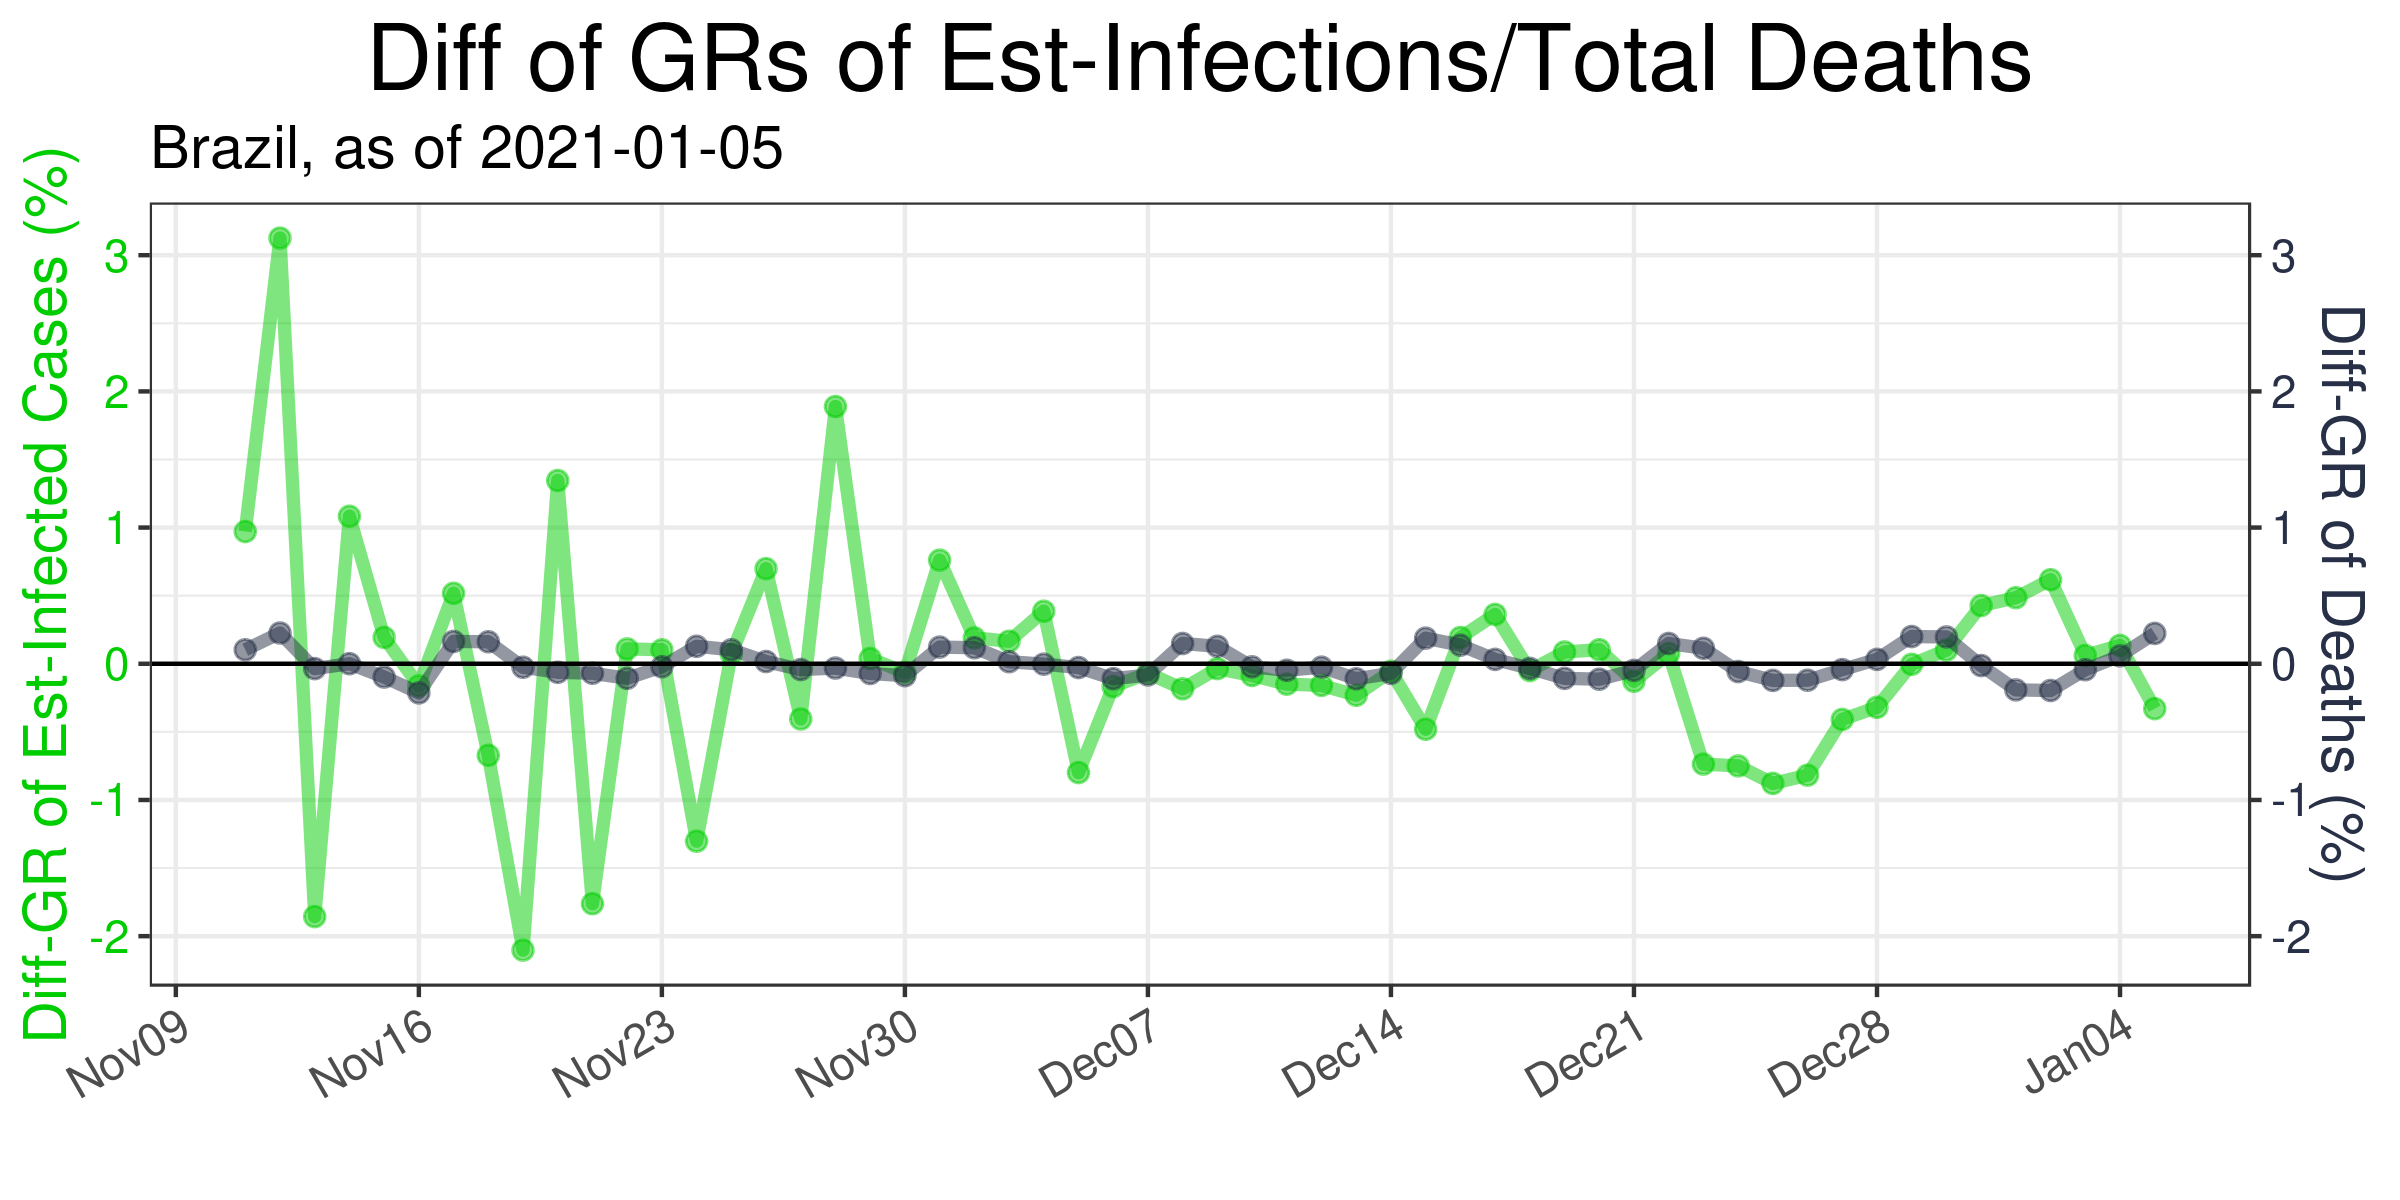 Diff of GRs of Est-Infections/Total Deaths
Brazil, as of 2021-01-05
Diff-GR of Est-Infected Cases (%)
3
2
1
0
-1
-2
3
2
1
0
-1
-2
Diff-GR of Deaths (%)
Nov09
Nov16
Nov23
Nov30
Dec07
Dec14
Dec21
Dec28
Jan04